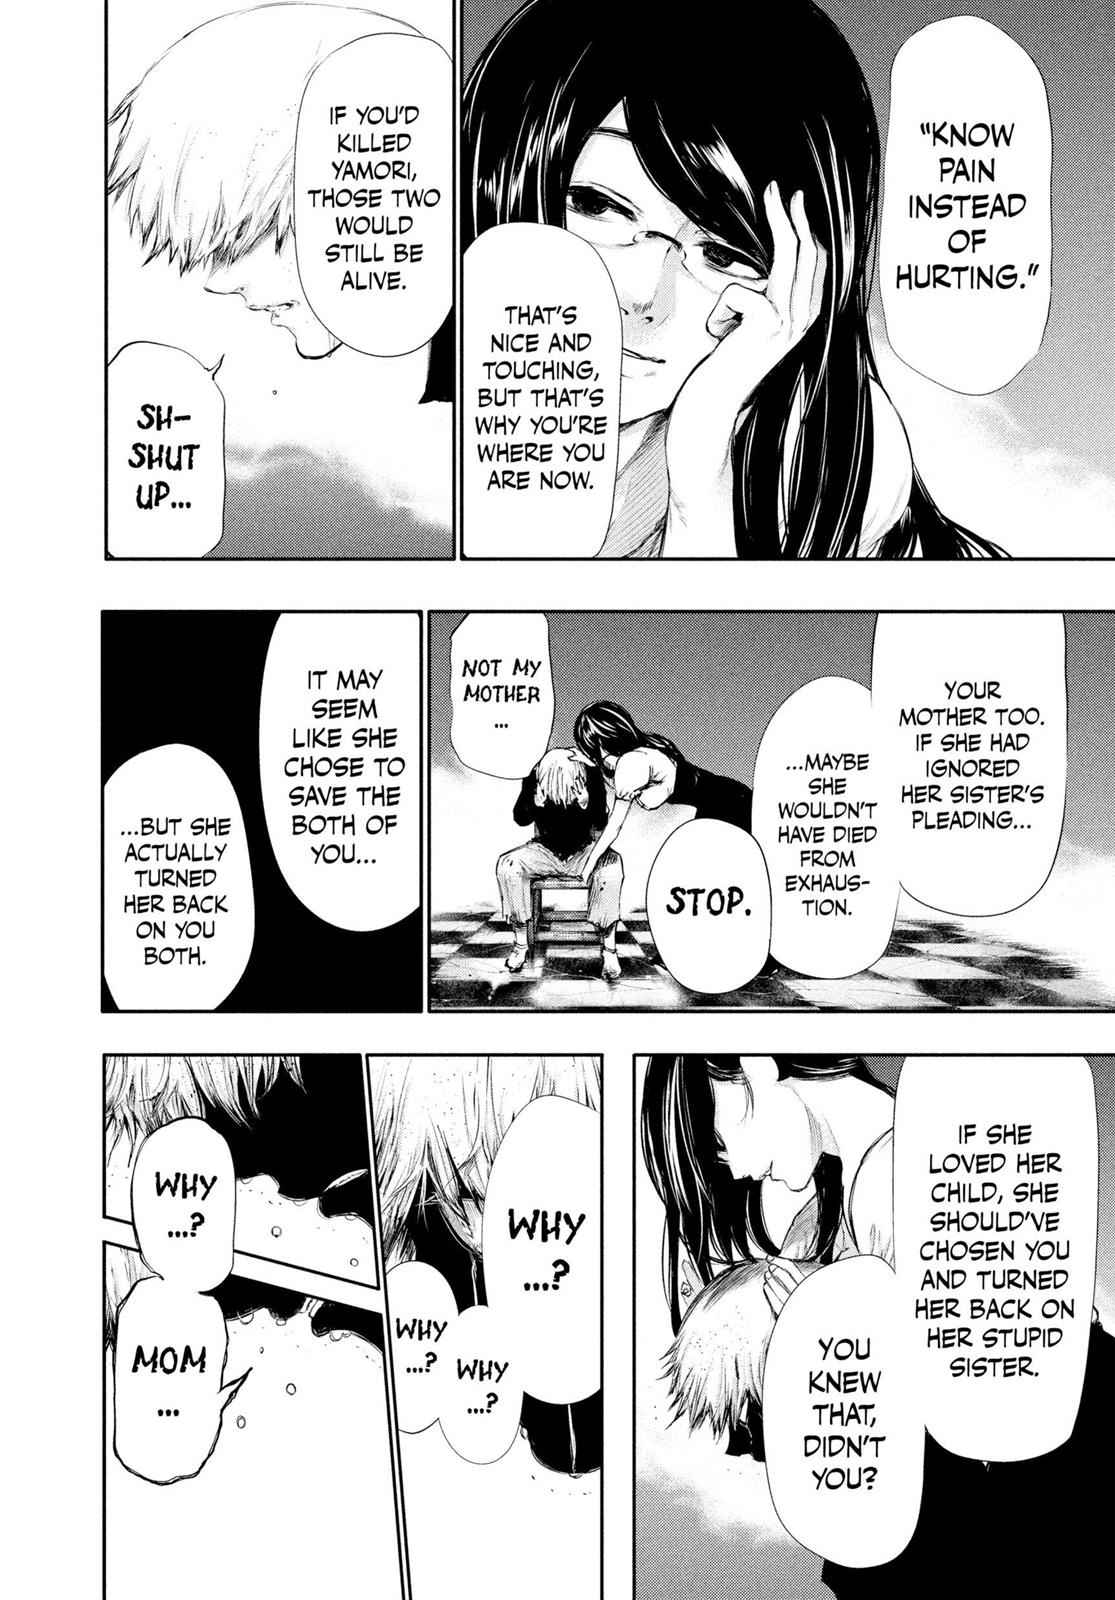 "KNOW
PAIN
INSTEAD
OF
HURTING."
THAT'S
NICE AND
TOUCHING,
BUT THAT'S
WHY YOU'RE
WHERE YOU
ARE NOW.
IF YOU'D
KILLED
YAMORI,
THOSE TWO
WOULD
STILL BE
ALIVE.
SH-
SHUT
UP...
YOUR
MOTHER TOO.
IF SHE HAD
IGNORED
HER SISTER'S
PLEADING...
...MAYBE
SHE
WOULDN'T
HAVE DIED
FROM
EXHAUS-
TION.
STOP.
NOT MY
MOTHER
...
IT MAY
SEEM
LIKE SHE
CHOSE TO
SAVE THE
BOTH OF
YOU...
...BUT SHE
ACTUALLY
TURNED
HER BACK
ON YOU
BOTH.
IF SHE
LOVED HER
CHILD, SHE
SHOULD'VE
CHOSEN YOU
AND TURNED
HER BACK ON
HER STUPID
SISTER.
YOU
KNEW
THAT,
DIDN'T
YOU?
WHY
...?
WHY
...?
WHY
...?
WHY
...?
MOM
...